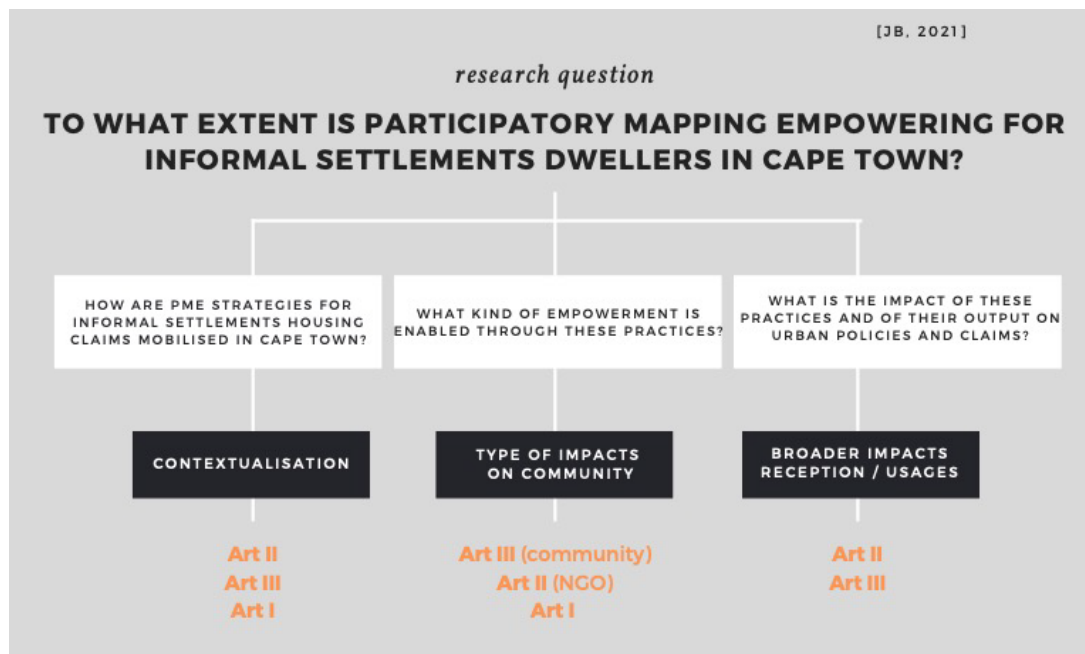 [JB, 2021]
research question
TO WHAT EXTENT IS PARTICIPATORY MAPPING EMPOWERING FOR
INFORMAL SETTLEMENTS DWELLERS IN CAPE TOWN?
HOW ARE PME STRATEGIES FOR
INFORMAL SETTLEMENTS HOUSING
CLAIMS MOBILISED IN CAPE TOWN?
WHAT KIND OF EMPOWERMENT IS
ENABLED THROUGH THESE PRACTICES?
WHAT IS THE IMPACT OF THESE
PRACTICES AND OF THEIR OUTPUT ON
URBAN POLICIES AND CLAIMS?
CONTEXTUALISATION
TYPE OF IMPACTS
ON COMMUNITY
BROADER IMPACTS
RECEPTION / USAGES
Art II
Art III
Art I
Art III (community)
Art II (NGO)
Art I
Art II
Art III